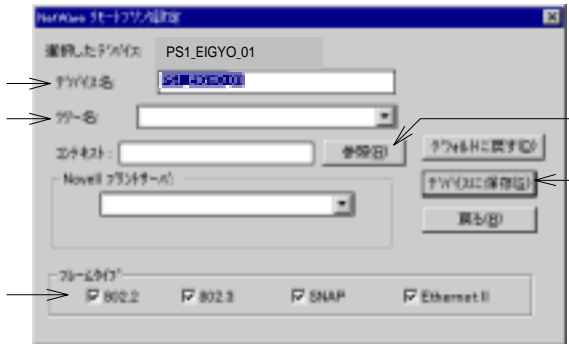 NetWare リモートプリンタ設定
選択したデバイス: PS1_EIGYO_01
デバイス名:
ツリー名:
コンテキスト:
参照(B)
デフォルトに戻す(D)
Novell プリントサーバ:
デバイスに保存(S)
戻る(R)
フレームタイプ
802.2
802.3
SNAP
Ethernet II